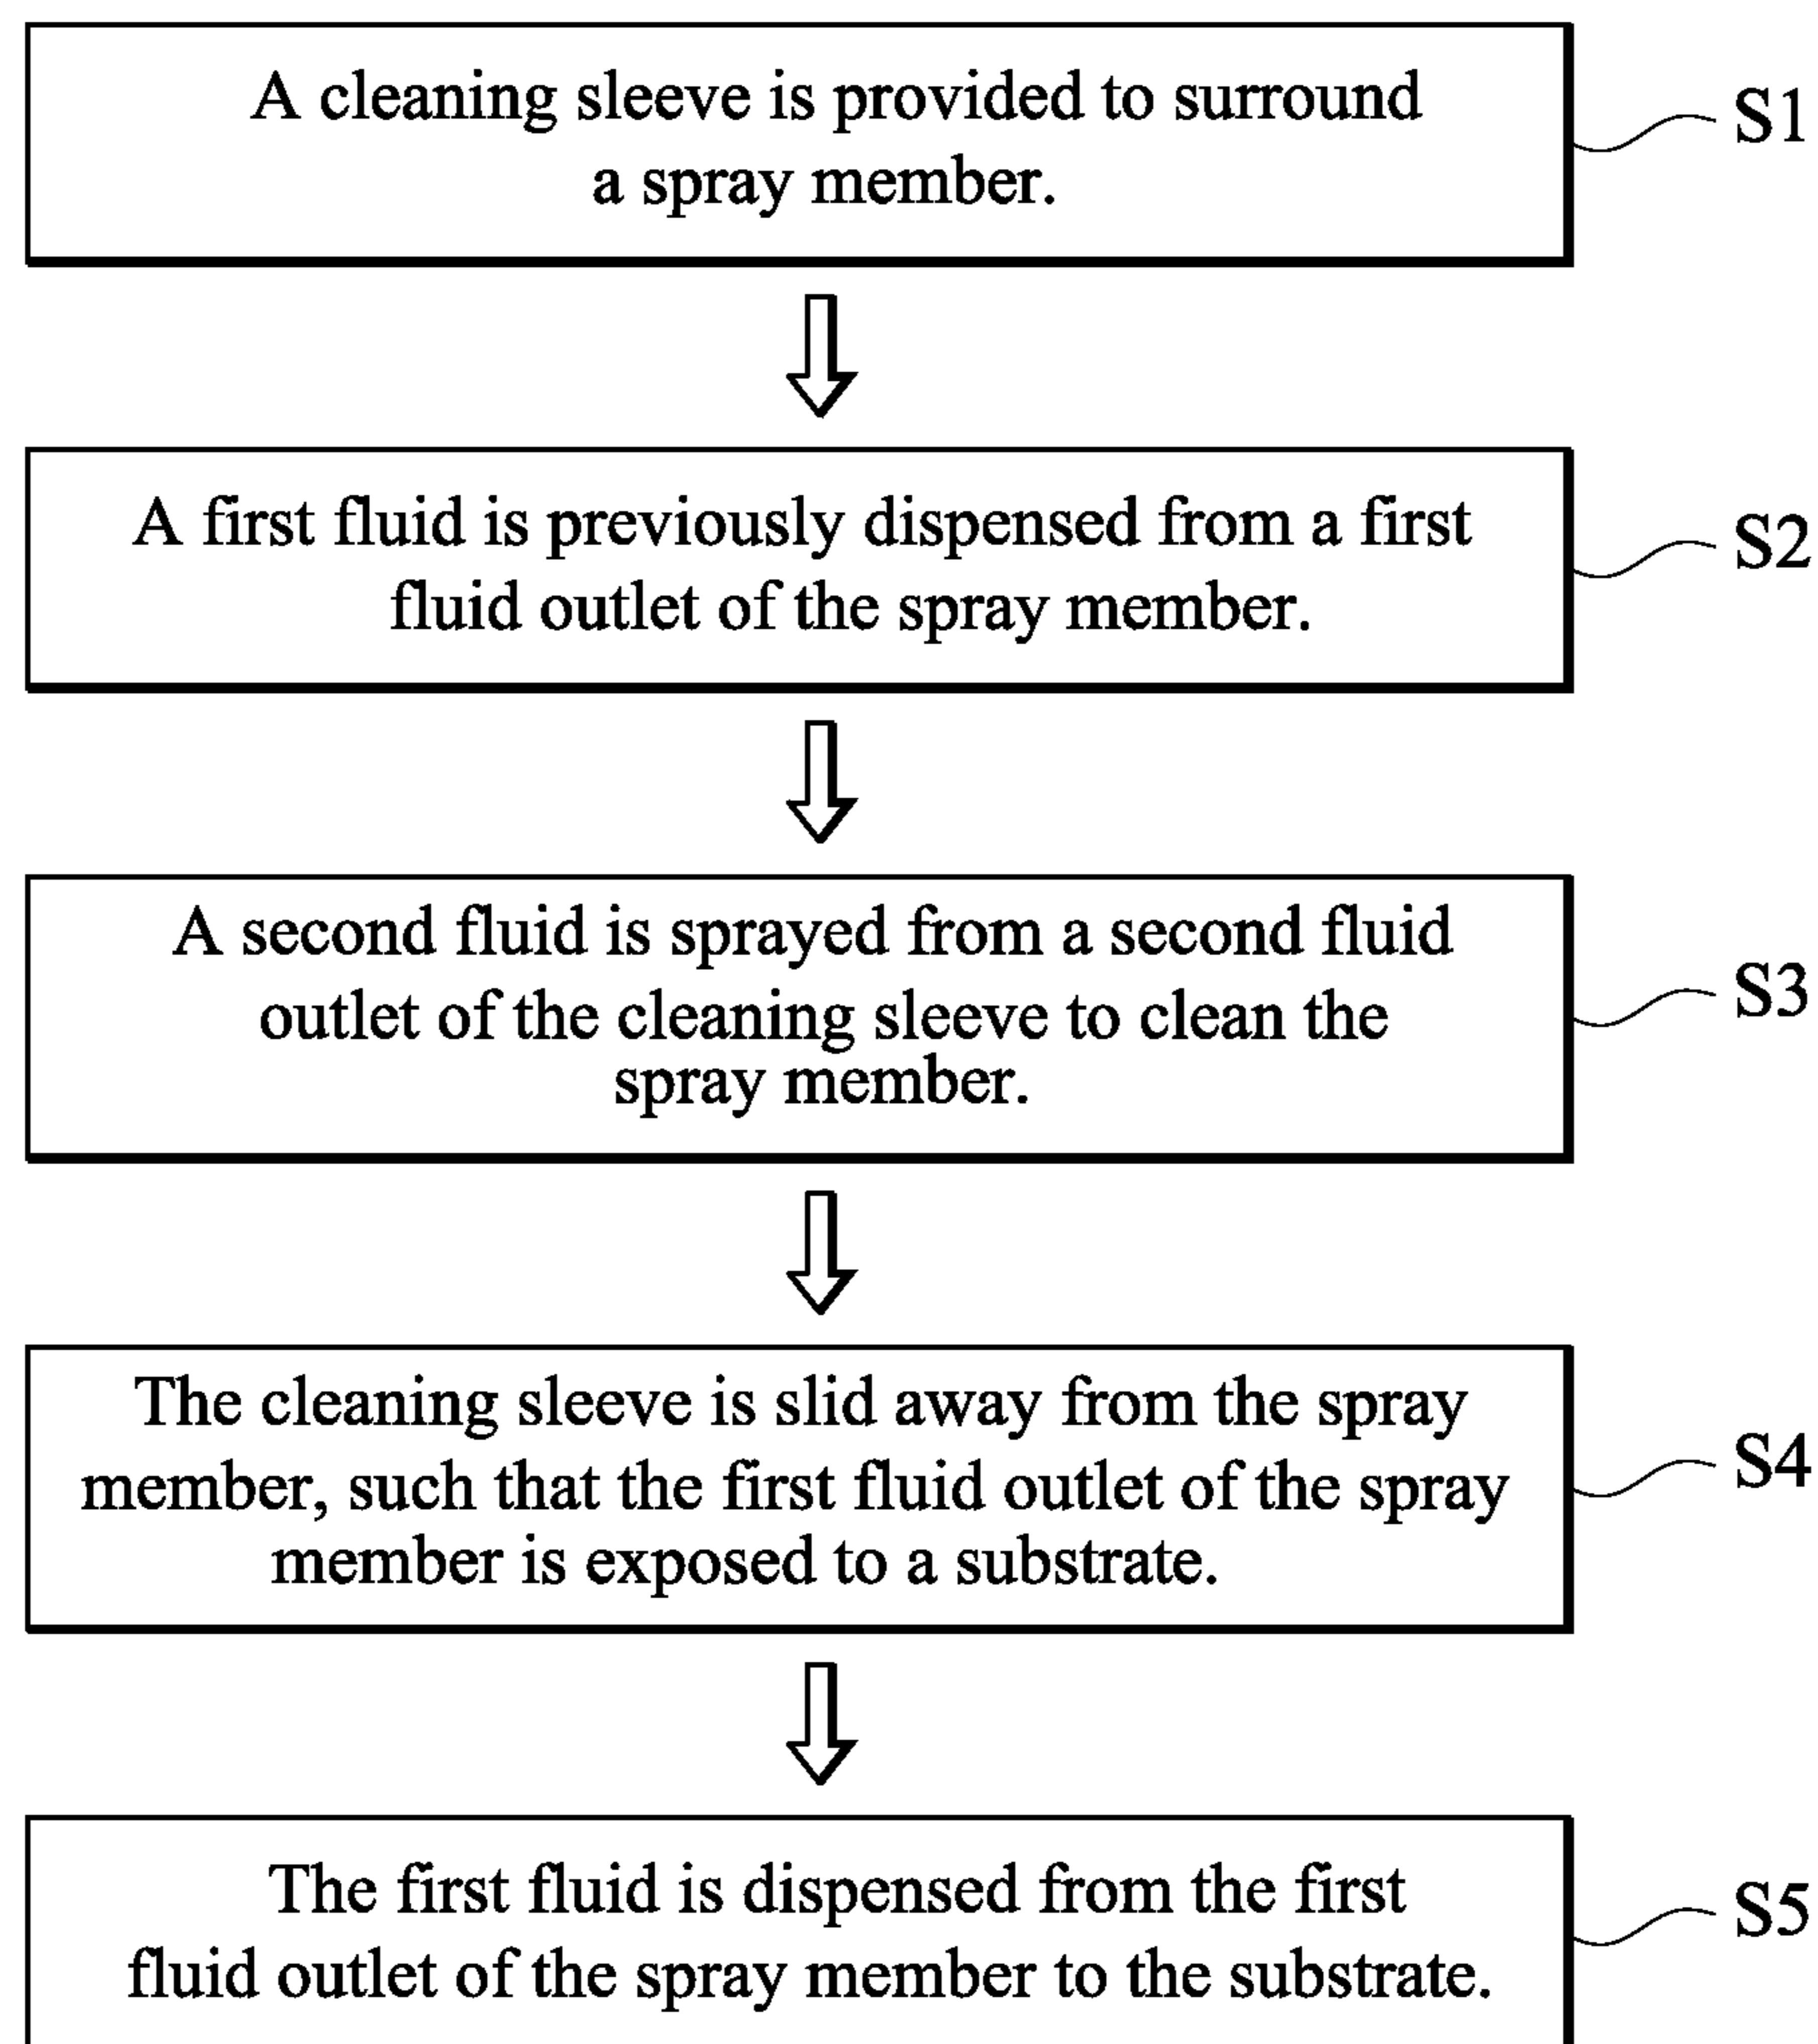 A cleaning sleeve is provided to surround
a spray member.
S1
A first fluid is previously dispensed from a first
fluid outlet of the spray member.
S2
A second fluid is sprayed from a second fluid
outlet of the cleaning sleeve to clean the
spray member.
S3
The cleaning sleeve is slid away from the spray
member, such that the first fluid outlet of the spray
member is exposed to a substrate.
S4
The first fluid is dispensed from the first
fluid outlet of the spray member to the substrate.
S5